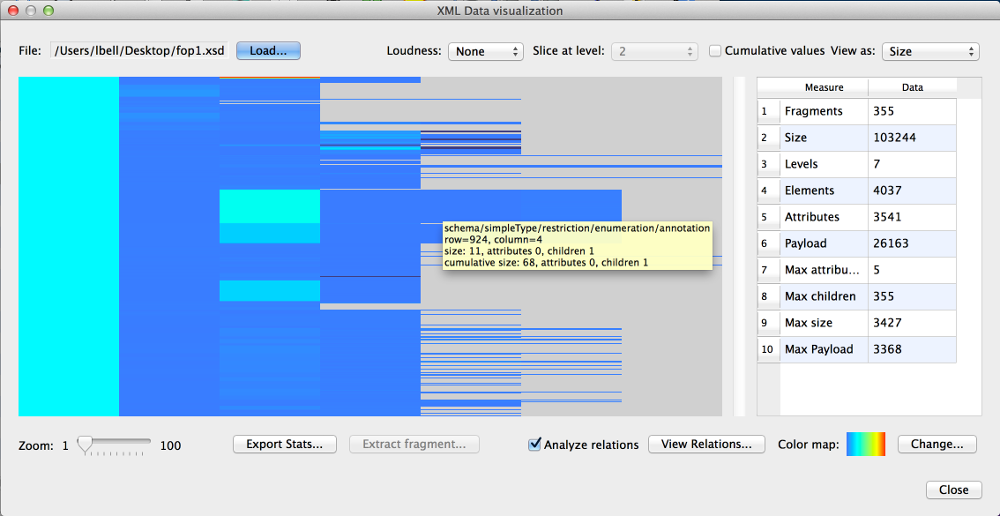 XML Data visualization
File: /Users/lbell/Desktop/fop1.xsd Load... Loudness: None Slice at level: 2 Cumulative values View as: Size
Measure Data
1 Fragments 355
2 Size 103244
3 Levels 7
4 Elements 4037
5 Attributes 3541
6 Payload 26163
7 Max attribu... 5
8 Max children 355
9 Max size 3427
10 Max Payload 3368
schema/simpleType/restriction/enumeration/annotation
row=924, column=4
size: 11, attributes 0, children 1
cumulative size: 68, attributes 0, children 1
Zoom: 1 100 Export Stats... Extract fragment... Analyze relations View Relations... Color map: Change...
Close